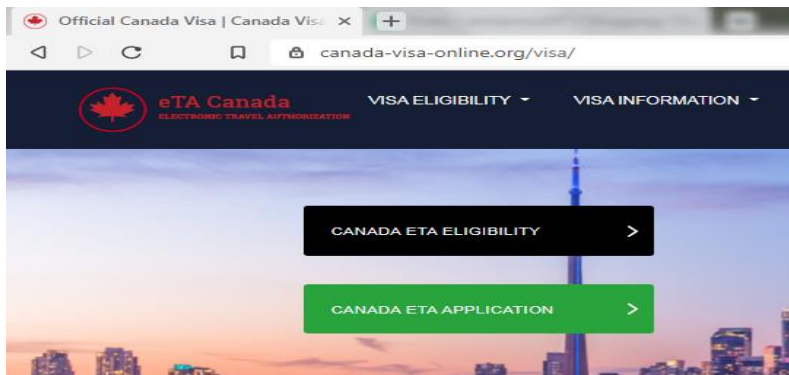 Official Canada Visa | Canada Vis
canada-visa-online.org/visa/
eTA Canada
ELECTRONIC TRAVEL AUTHORIZATION
VISA ELIGIBILITY
VISA INFORMATION
CANADA ETA ELIGIBILITY
CANADA ETA APPLICATION